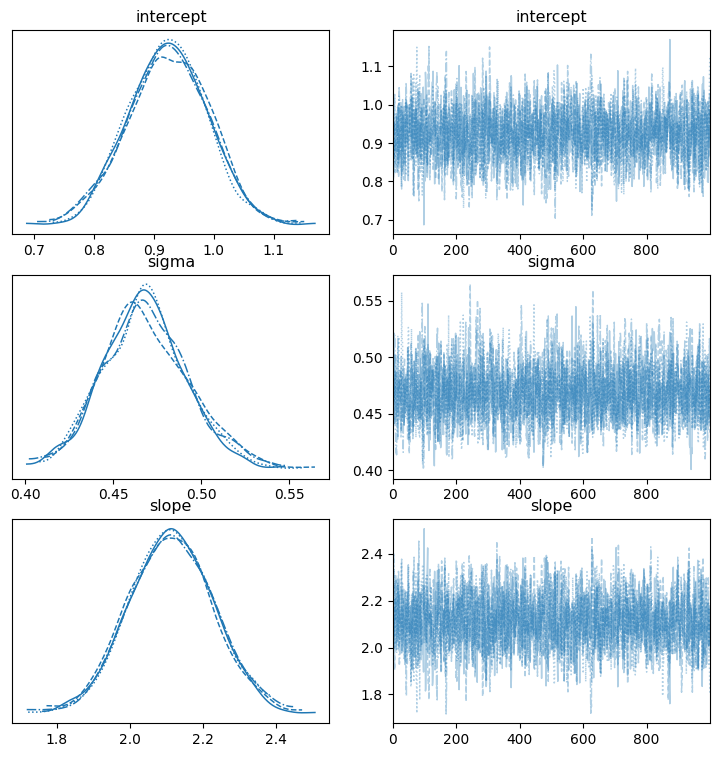 intercept
intercept
1.1
1.0
0.9
0.8
0.7
0.7 0.8 0.9 1.0 1.1
0 200 400 600 800
sigma
sigma
0.55
0.50
0.45
0.40
0.40 0.45 0.50 0.55
0 200 400 600 800
slope
slope
2.4
2.2
2.0
1.8
1.8 2.0 2.2 2.4
0 200 400 600 800